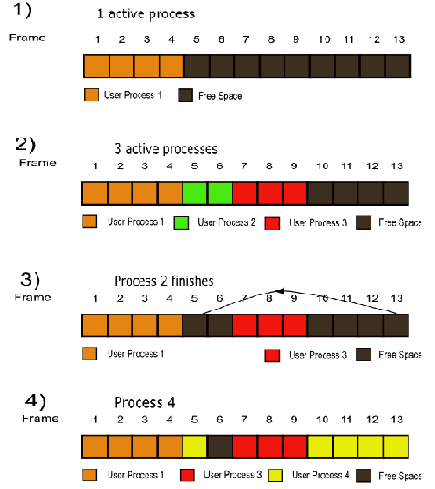 1) 1 active process
Frame 1 2 3 4 5 6 7 8 9 10 11 12 13
User Process 1 Free Space
2) 3 active processes
Frame 1 2 3 4 5 6 7 8 9 10 11 12 13
User Process 1 User Process 2 User Process 3 Free Space
3) Process 2 finishes
Frame 1 2 3 4 5 6 7 8 9 10 11 12 13
User Process 1 User Process 3 Free Space
4) Process 4
Frame 1 2 3 4 5 6 7 8 9 10 11 12 13
User Process 1 User Process 3 User Process 4 Free Space